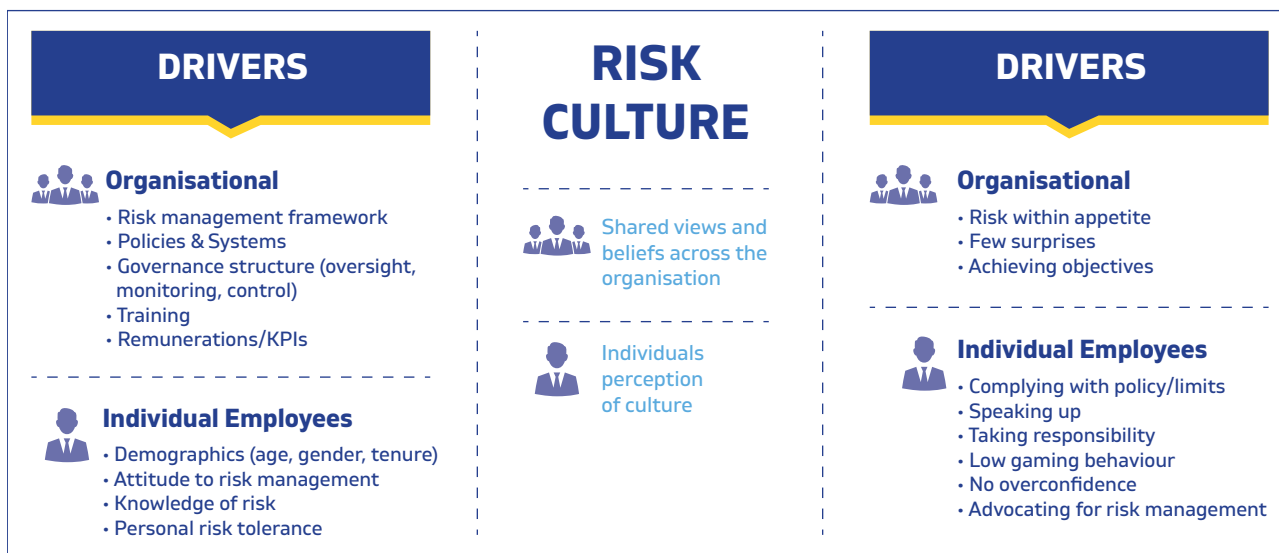 DRIVERS
Organisational
• Risk management framework
• Policies & Systems
• Governance structure (oversight,
monitoring, control)
• Training
• Remunerations/KPIs
Individual Employees
• Demographics (age, gender, tenure)
• Attitude to risk management
• Knowledge of risk
• Personal risk tolerance
RISK
CULTURE
Shared views and
beliefs across the
organisation
Individuals
perception
of culture
DRIVERS
Organisational
• Risk within appetite
• Few surprises
• Achieving objectives
Individual Employees
• Complying with policy/limits
• Speaking up
• Taking responsibility
• Low gaming behaviour
• No overconfidence
• Advocating for risk management